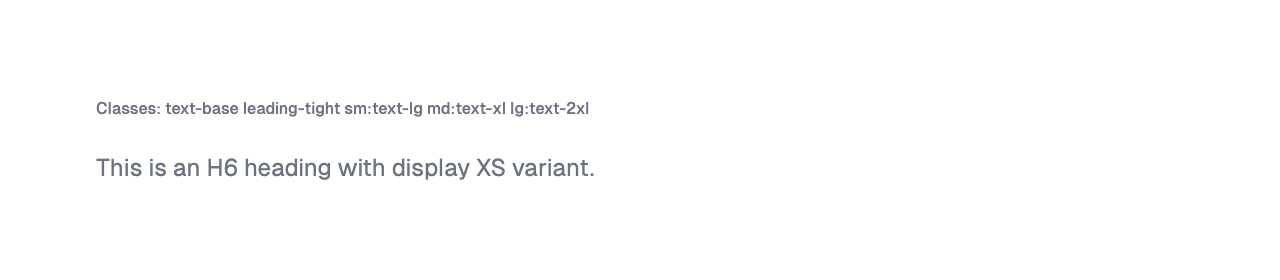 Classes: text-base leading-tight sm:text-lg md:text-xl lg:text-2xl
This is an H6 heading with display XS variant.